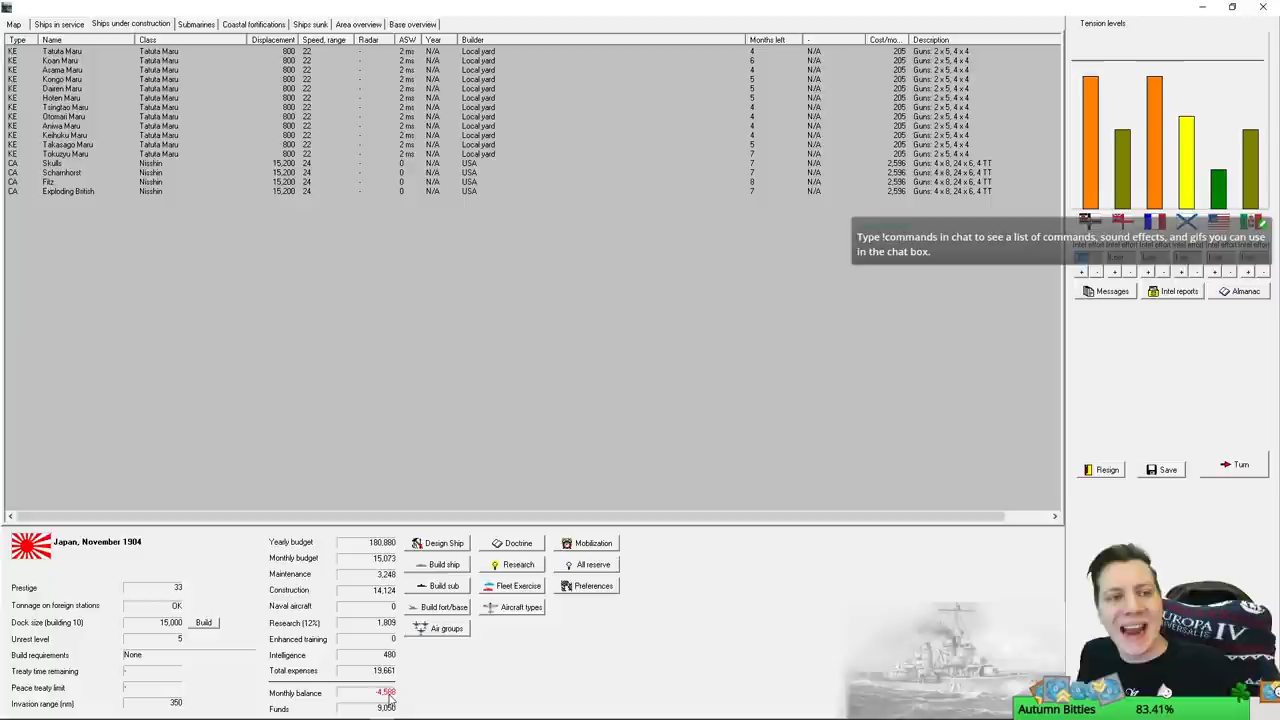 Map Ships in service Ships under construction Submarines Coastal fortifications Ships sunk Area overview Base overview
Type Name Class Displacement Speed, range Radar ASW Year Builder Months left - Cost/mo... Description
KE Tatuta Maru Tatuta Maru 800 22 - 2 ms N/A Local yard 4 N/A 205 Guns: 2 x 5, 4 x 4
KE Koan Maru Tatuta Maru 800 22 - 2 ms N/A Local yard 6 N/A 205 Guns: 2 x 5, 4 x 4
KE Asama Maru Tatuta Maru 800 22 - 2 ms N/A Local yard 4 N/A 205 Guns: 2 x 5, 4 x 4
KE Kongo Maru Tatuta Maru 800 22 - 2 ms N/A Local yard 5 N/A 205 Guns: 2 x 5, 4 x 4
KE Dairen Maru Tatuta Maru 800 22 - 2 ms N/A Local yard 5 N/A 205 Guns: 2 x 5, 4 x 4
KE Hoten Maru Tatuta Maru 800 22 - 2 ms N/A Local yard 5 N/A 205 Guns: 2 x 5, 4 x 4
KE Tsingtao Maru Tatuta Maru 800 22 - 2 ms N/A Local yard 4 N/A 205 Guns: 2 x 5, 4 x 4
KE Otomari Maru Tatuta Maru 800 22 - 2 ms N/A Local yard 4 N/A 205 Guns: 2 x 5, 4 x 4
KE Aniwa Maru Tatuta Maru 800 22 - 2 ms N/A Local yard 4 N/A 205 Guns: 2 x 5, 4 x 4
KE Keihuku Maru Tatuta Maru 800 22 - 2 ms N/A Local yard 4 N/A 205 Guns: 2 x 5, 4 x 4
KE Takasago Maru Tatuta Maru 800 22 - 2 ms N/A Local yard 5 N/A 205 Guns: 2 x 5, 4 x 4
KE Tokuzyu Maru Tatuta Maru 800 22 - 2 ms N/A Local yard 7 N/A 205 Guns: 2 x 5, 4 x 4
CA Skulls Nisshin 15,200 24 - 0 N/A USA 7 N/A 2,596 Guns: 4 x 8, 24 x 6, 4 TT
CA Scharnhorst Nisshin 15,200 24 - 0 N/A USA 7 N/A 2,596 Guns: 4 x 8, 24 x 6, 4 TT
CA Fitz Nisshin 15,200 24 - 0 N/A USA 8 N/A 2,596 Guns: 4 x 8, 24 x 6, 4 TT
CA Exploding British Nisshin 15,200 24 - 0 N/A USA 7 N/A 2,596 Guns: 4 x 8, 24 x 6, 4 TT
Tension levels
Type !commands in chat to see a list of commands, sound effects, and gifs you can use
in the chat box.
+ - + - + - + - + - + -
Messages Intel reports Almanac
Resign Save Turn
Japan, November 1904
Prestige 33
Tonnage on foreign stations OK
Dock size (building 10) 15,000 Build
Unrest level 5
Build requirements None
Treaty time remaining -
Peace treaty limit -
Invasion range (nm) 350
Yearly budget 180,880
Monthly budget 15,073
Maintenance 3,248
Construction 14,124
Naval aircraft 0
Research (12%) 1,809
Enhanced training 0
Intelligence 480
Total expenses 19,661
Monthly balance -4,588
Funds 9,050
Design Ship Doctrine Mobilization
Build ship Research All reserve
Build sub Fleet Exercise Preferences
Build fort/base Aircraft types
Air groups
EUROPA IV
UNIVERSALIS
Autumn Bitties 83.41%